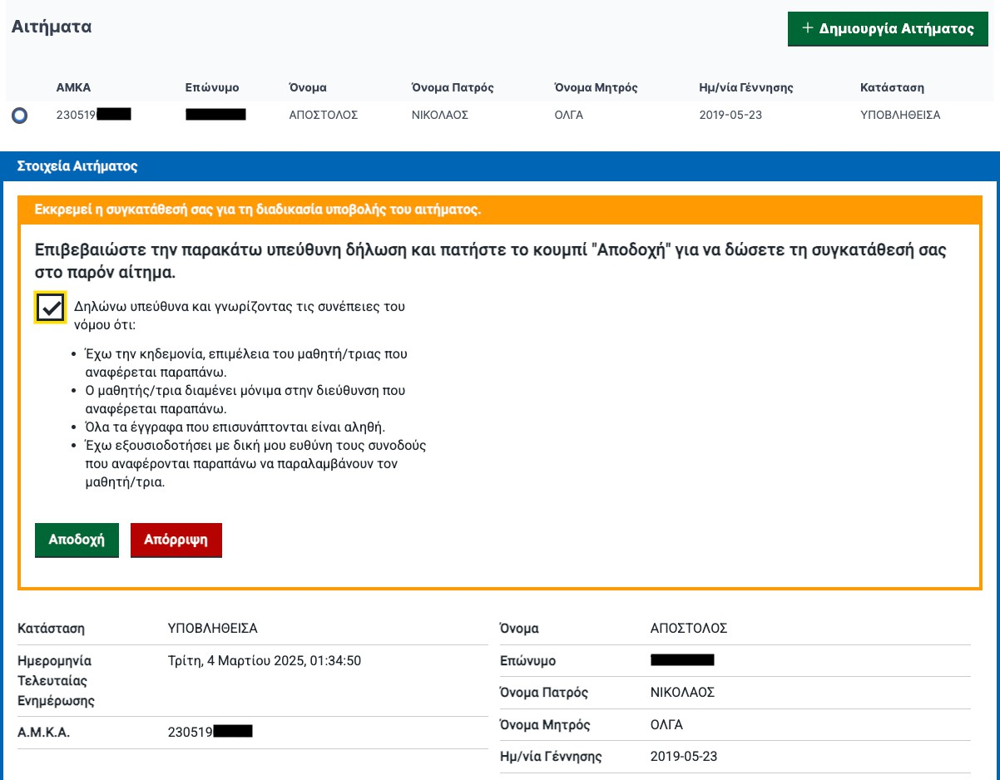 Αιτήματα
+ Δημιουργία Αιτήματος
ΑΜΚΑ Επώνυμο Όνομα Όνομα Πατρός Όνομα Μητρός Ημ/νία Γέννησης Κατάσταση
230519 ΑΠΟΣΤΟΛΟΣ ΝΙΚΟΛΑΟΣ ΟΛΓΑ 2019-05-23 ΥΠΟΒΛΗΘΕΙΣΑ
Στοιχεία Αιτήματος
Εκκρεμεί η συγκατάθεσή σας για τη διαδικασία υποβολής του αιτήματος.
Επιβεβαιώστε την παρακάτω υπεύθυνη δήλωση και πατήστε το κουμπί "Αποδοχή" για να δώσετε τη συγκατάθεσή σας
στο παρόν αίτημα.
Δηλώνω υπεύθυνα και γνωρίζοντας τις συνέπειες του
νόμου ότι:
• Έχω την κηδεμονία, επιμέλεια του μαθητή/τριας που
αναφέρεται παραπάνω.
• Ο μαθητής/τρια διαμένει μόνιμα στην διεύθυνση που
αναφέρεται παραπάνω.
• Όλα τα έγγραφα που επισυνάπτονται είναι αληθή.
• Έχω εξουσιοδοτήσει με δική μου ευθύνη τους συνοδούς
που αναφέρονται παραπάνω να παραλαμβάνουν τον
μαθητή/τρια.
Αποδοχή Απόρριψη
Κατάσταση ΥΠΟΒΛΗΘΕΙΣΑ
Ημερομηνία Τρίτη, 4 Μαρτίου 2025, 01:34:50
Τελευταίας
Ενημέρωσης
Α.Μ.Κ.Α. 230519
Όνομα ΑΠΟΣΤΟΛΟΣ
Επώνυμο
Όνομα Πατρός ΝΙΚΟΛΑΟΣ
Όνομα Μητρός ΟΛΓΑ
Ημ/νία Γέννησης 2019-05-23